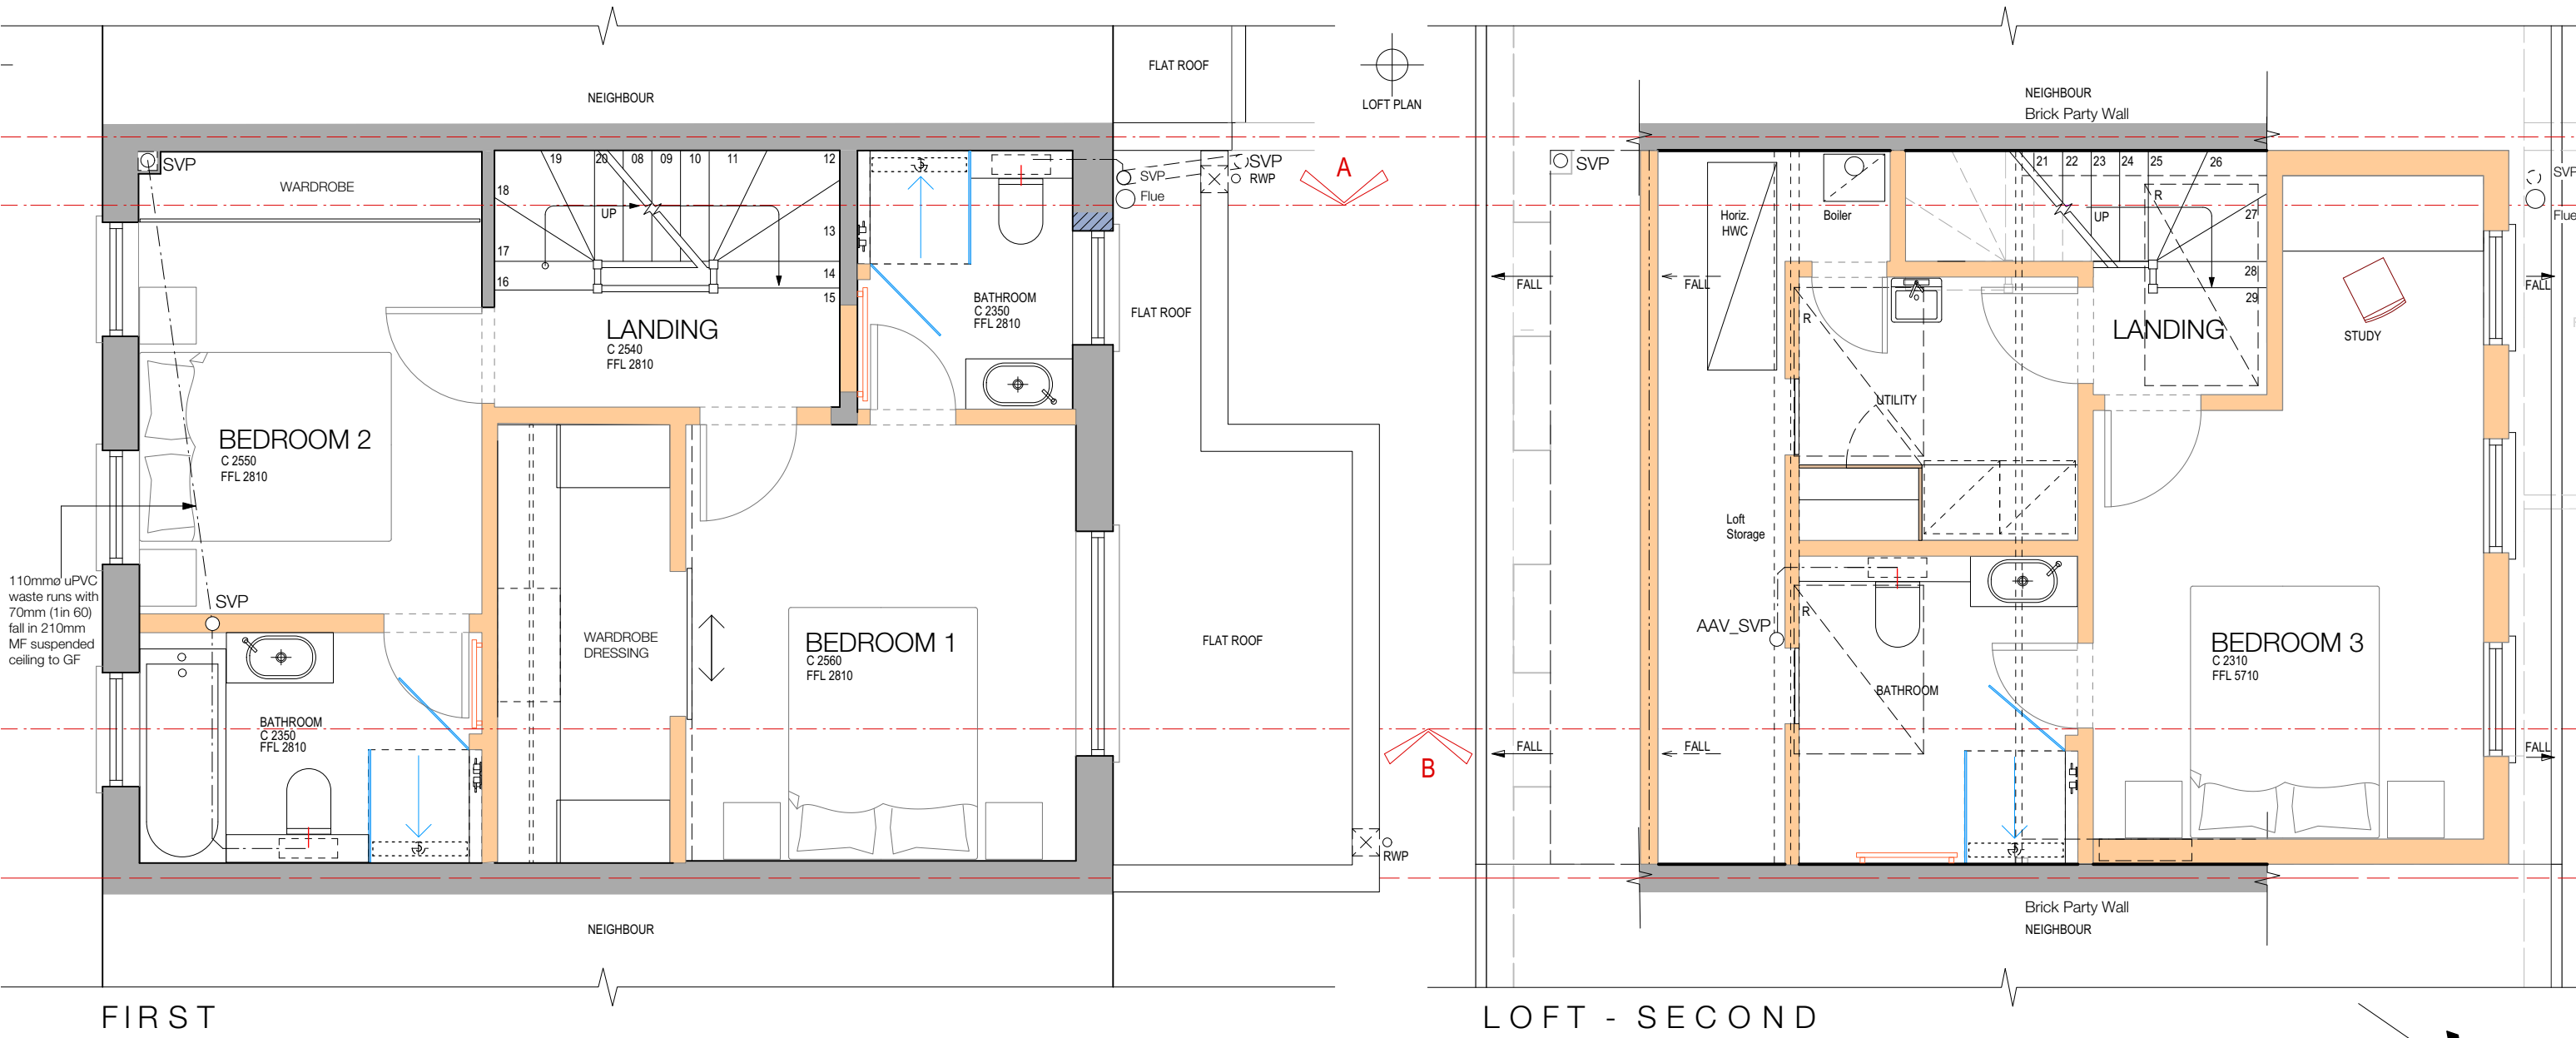 NEIGHBOUR
FLAT ROOF
LOFT PLAN
NEIGHBOUR
Brick Party Wall
SVP
WARDROBE
19
20
08
09
10
11
12
18
17
16
UP
13
14
15
SVP
Flue
SVP
RWP
A
SVP
Horiz.
HWC
Boiler
21
22
23
24
25
26
R
UP
27
28
29
Flue
FALL
FALL
FALL
BATHROOM
C 2350
FFL 2810
FLAT ROOF
LANDING
C 2540
FFL 2810
R
LANDING
STUDY
UTILITY
BEDROOM 2
C 2550
FFL 2810
Loft
Storage
110mmø uPVC
waste runs with
70mm (1in 60)
fall in 210mm
MF suspended
ceiling to GF
SVP
WARDROBE
DRESSING
BEDROOM 1
C 2560
FFL 2810
FLAT ROOF
AAV_SVP
R
BEDROOM 3
C 2310
FFL 5710
BATHROOM
BATHROOM
C 2350
FFL 2810
FALL
FALL
FALL
B
RWP
NEIGHBOUR
Brick Party Wall
NEIGHBOUR
FIRST
LOFT - SECOND